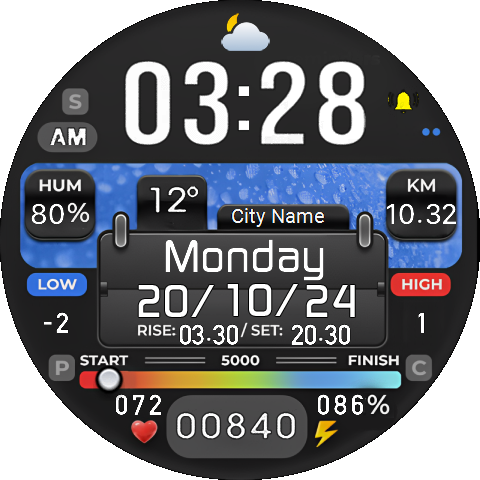 03:28
S
AM
HUM
80%
12°
City Name
KM
10.32
Monday
20/10/24
RISE: 03.30 / SET: 20.30
LOW
-2
HIGH
1
P
START 5000 FINISH
C
072
00840
086%